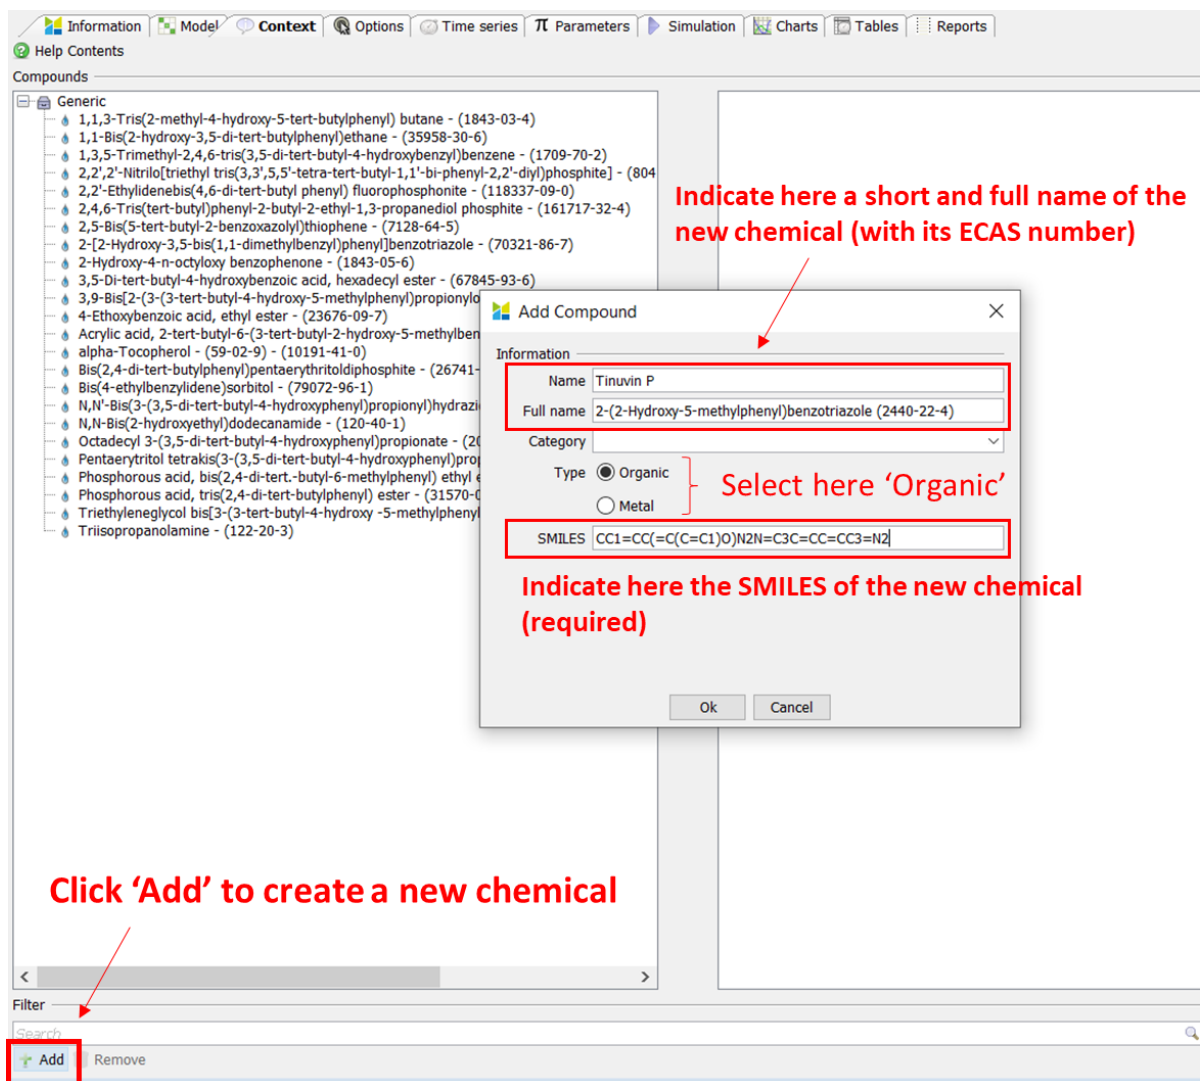 Information Model Context Options Time series π Parameters Simulation Charts Tables Reports
Help Contents
Compounds
Generic
1,1,3-Tris(2-methyl-4-hydroxy-5-tert-butylphenyl) butane - (1843-03-4)
1,1-Bis(2-hydroxy-3,5-di-tert-butylphenyl)ethane - (35958-30-6)
1,3,5-Trimethyl-2,4,6-tris(3,5-di-tert-butyl-4-hydroxybenzyl)benzene - (1709-70-2)
2,2',2'-Nitrilo[triethyl tris(3,3',5,5'-tetra-tert-butyl-1,1'-bi-phenyl-2,2'-diyl)phosphite] - (804
2,2'-Ethylidenebis(4,6-di-tert-butyl phenyl) fluorophosphonite - (118337-09-0)
2,4,6-Tris(tert-butyl)phenyl-2-butyl-2-ethyl-1,3-propanediol phosphite - (161717-32-4)
2,5-Bis(5-tert-butyl-2-benzoxazolyl)thiophene - (7128-64-5)
2-[2-Hydroxy-3,5-bis(1,1-dimethylbenzyl)phenyl]benzotriazole - (70321-86-7)
2-Hydroxy-4-n-octyloxy benzophenone - (1843-05-6)
3,5-Di-tert-butyl-4-hydroxybenzoic acid, hexadecyl ester - (67845-93-6)
3,9-Bis[2-(3-(3-tert-butyl-4-hydroxy-5-methylphenyl)propionylo
4-Ethoxybenzoic acid, ethyl ester - (23676-09-7)
Acrylic acid, 2-tert-butyl-6-(3-tert-butyl-2-hydroxy-5-methylben
alpha-Tocopherol - (59-02-9) - (10191-41-0)
Bis(2,4-di-tert-butylphenyl)pentaerythritoldiphosphite - (26741-
Bis(4-ethylbenzylidene)sorbitol - (79072-96-1)
N,N'-Bis(3-(3,5-di-tert-butyl-4-hydroxyphenyl)propionyl)hydrazi
N,N-Bis(2-hydroxyethyl)dodecanamide - (120-40-1)
Octadecyl 3-(3,5-di-tert-butyl-4-hydroxyphenyl)propionate - (20
Pentaerytritol tetrakis(3-(3,5-di-tert-butyl-4-hydroxyphenyl)prop
Phosphorous acid, bis(2,4-di-tert.-butyl-6-methylphenyl) ethyl e
Phosphorous acid, tris(2,4-di-tert-butylphenyl) ester - (31570-0
Triethyleneglycol bis[3-(3-tert-butyl-4-hydroxy -5-methylphenyl
Triisopropanolamine - (122-20-3)
Indicate here a short and full name of the
new chemical (with its ECAS number)
Add Compound
Information
Name Tinuvin P
Full name 2-(2-Hydroxy-5-methylphenyl)benzotriazole (2440-22-4)
Category
Type Organic
Metal
Select here ‘Organic’
SMILES CC1=CC(=C(C=C1)O)N2N=C3C=CC=CC3=N2
Indicate here the SMILES of the new chemical
(required)
Ok Cancel
Click ‘Add’ to create a new chemical
Filter
Search
Add Remove